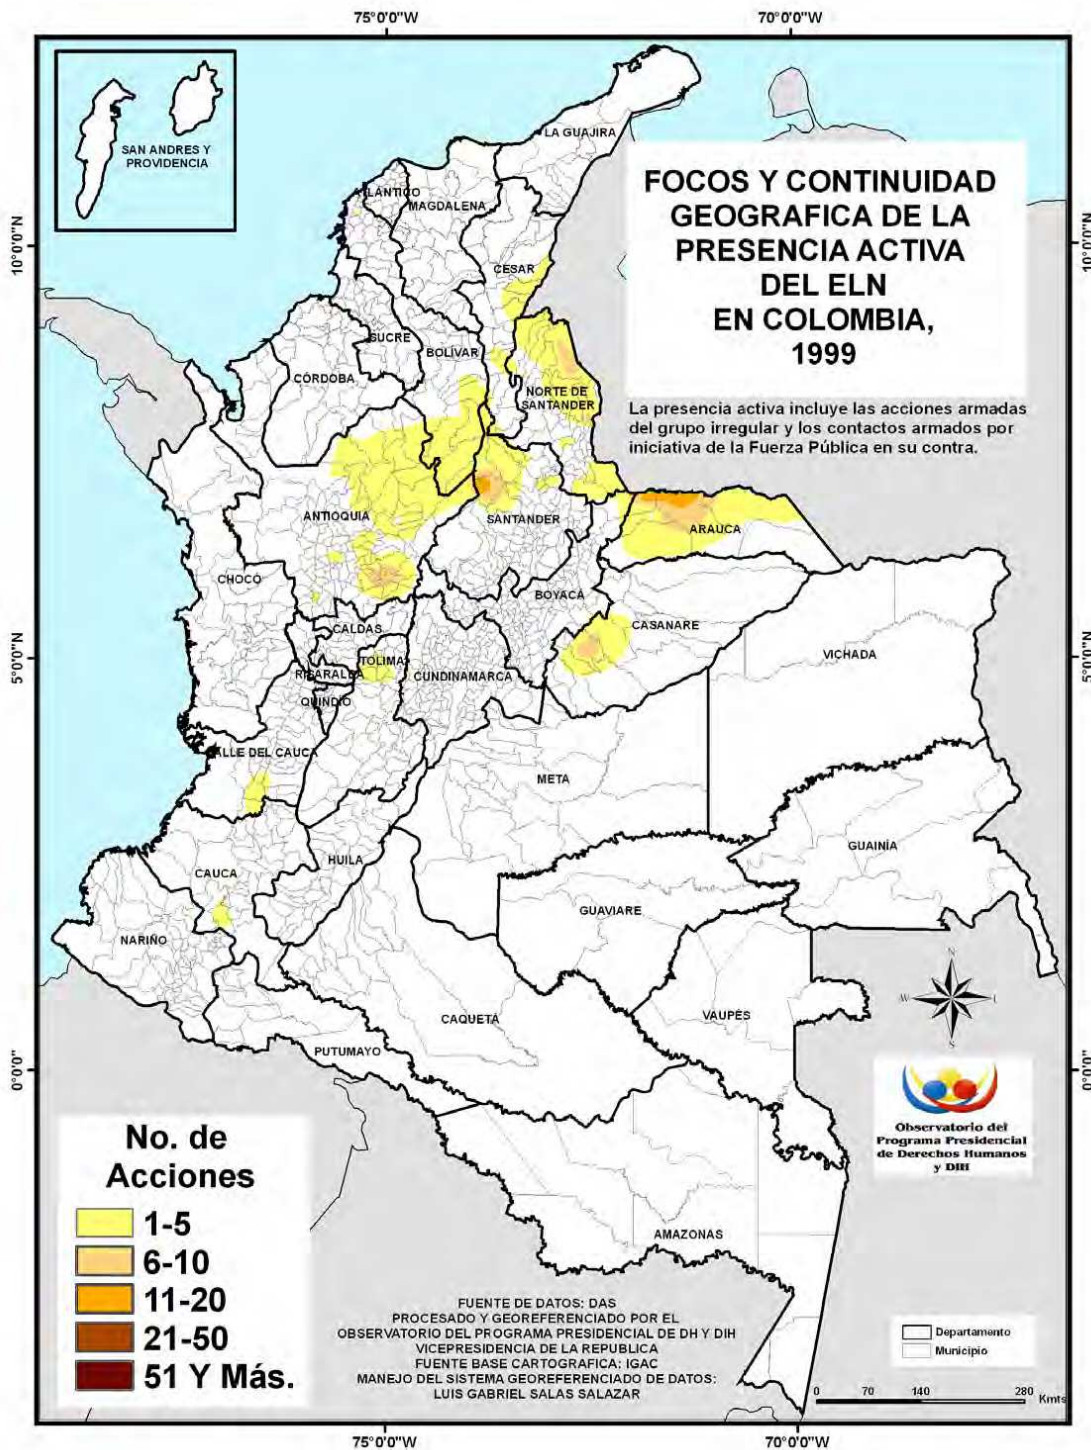 75°0'0"W
70°0'0"W
SAN ANDRES Y
PROVIDENCIA
LA GUAJIRA
ATLÁNTICO
MAGDALENA
FOCOS Y CONTINUIDAD
GEOGRAFICA DE LA
PRESENCIA ACTIVA
DEL ELN
EN COLOMBIA,
1999
10°0'0"N
10°0'0"N
CESAR
SUCRE
BOLÍVAR
CÓRDOBA
NORTE DE
SANTANDER
La presencia activa incluye las acciones armadas
del grupo irregular y los contactos armados por
iniciativa de la Fuerza Pública en su contra.
ANTIOQUIA
SANTANDER
ARAUCA
CHOCÓ
BOYACÁ
CALDAS
CASANARE
5°0'0"N
5°0'0"N
VICHADA
TOLIMA
RISARALDA
CUNDINAMARCA
QUINDÍO
VALLE DEL CAUCA
META
HUILA
GUAINÍA
CAUCA
GUAVIARE
NARIÑO
N
W
S
VAUPÉS
CAQUETÁ
PUTUMAYO
0°0'0"
0°0'0"
Observatorio del
Programa Presidencial
de Derechos Humanos
y DIH
No. de
Acciones
1-5
6-10
11-20
21-50
51 Y Más.
AMAZONAS
FUENTE DE DATOS: DAS
PROCESADO Y GEOREFERENCIADO POR EL
OBSERVATORIO DEL PROGRAMA PRESIDENCIAL DE DH Y DIH
VICEPRESIDENCIA DE LA REPUBLICA
FUENTE BASE CARTOGRAFICA: IGAC
MANEJO DEL SISTEMA GEOREFERENCIADO DE DATOS:
LUIS GABRIEL SALAS SALAZAR
Departamento
Municipio
0 70 140 280 Kmts
75°0'0"W
70°0'0"W